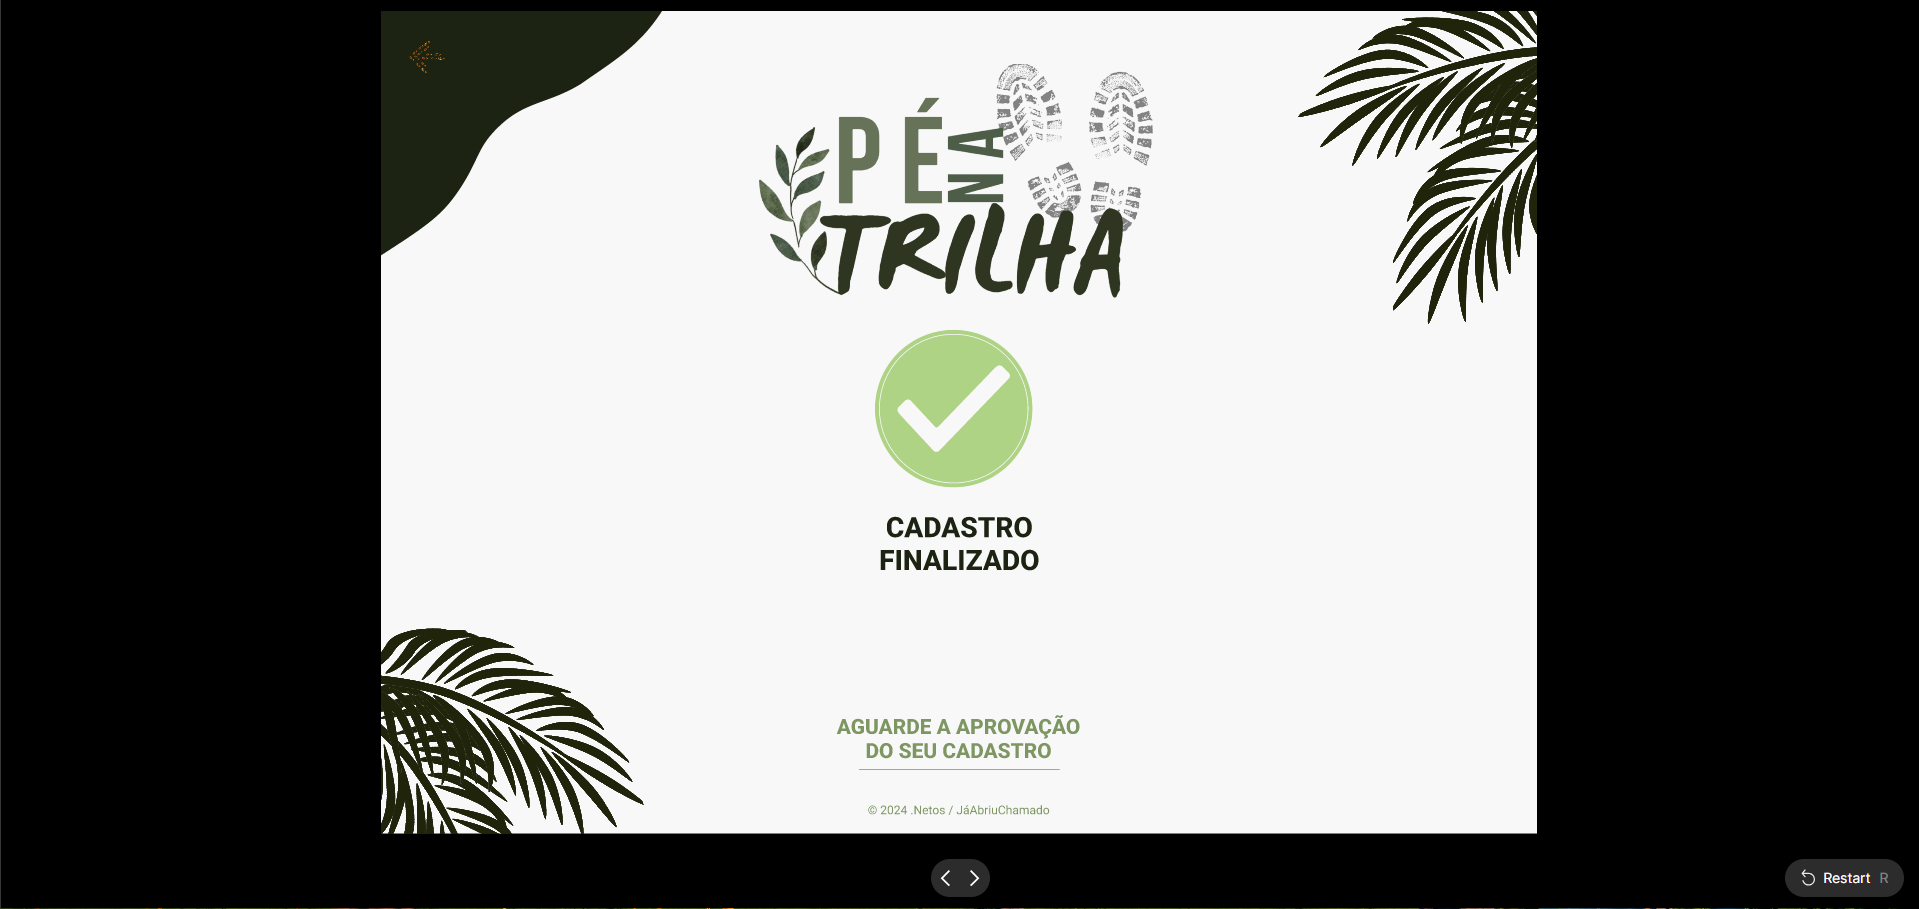 PÉ NA
TRILHA
CADASTRO
FINALIZADO
AGUARDE A APROVAÇÃO
DO SEU CADASTRO
© 2024 .Netos / JáAbriuChamado
Restart R